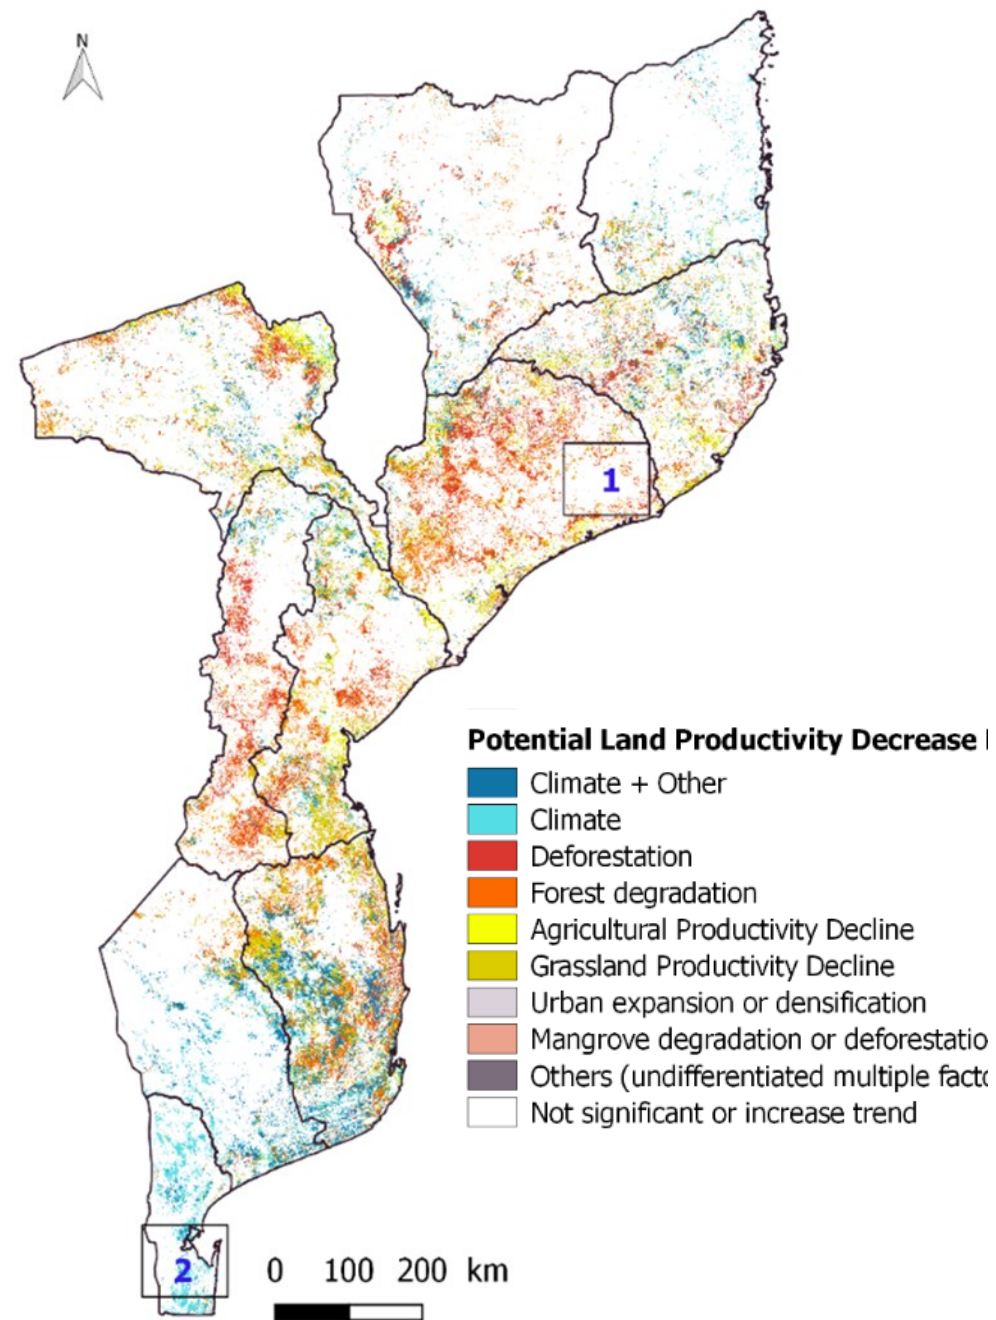 N
1
Potential Land Productivity Decrease
Climate + Other
Climate
Deforestation
Forest degradation
Agricultural Productivity Decline
Grassland Productivity Decline
Urban expansion or densification
Mangrove degradation or deforestatio
Others (undifferentiated multiple facto
Not significant or increase trend
2
0 100 200 km